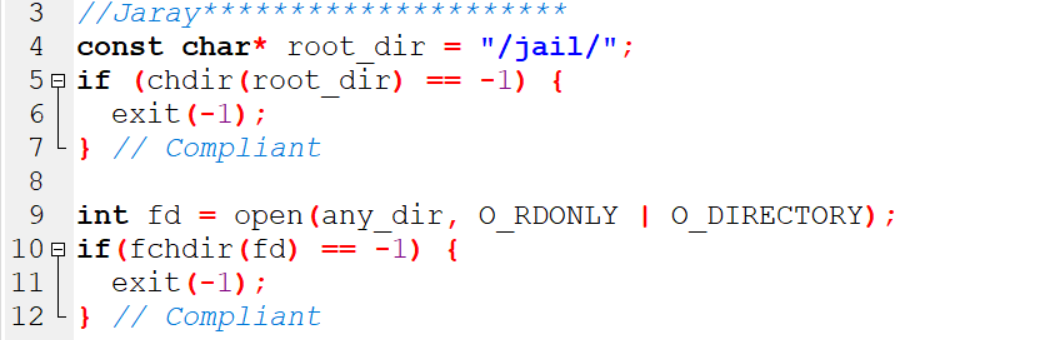 3 //Jaray*********************
4 const char* root_dir = "/jail/";
5 if (chdir(root_dir) == -1) {
6   exit(-1);
7 } // Compliant
8
9 int fd = open(any_dir, O_RDONLY | O_DIRECTORY);
10 if(fchdir(fd) == -1) {
11   exit(-1);
12 } // Compliant